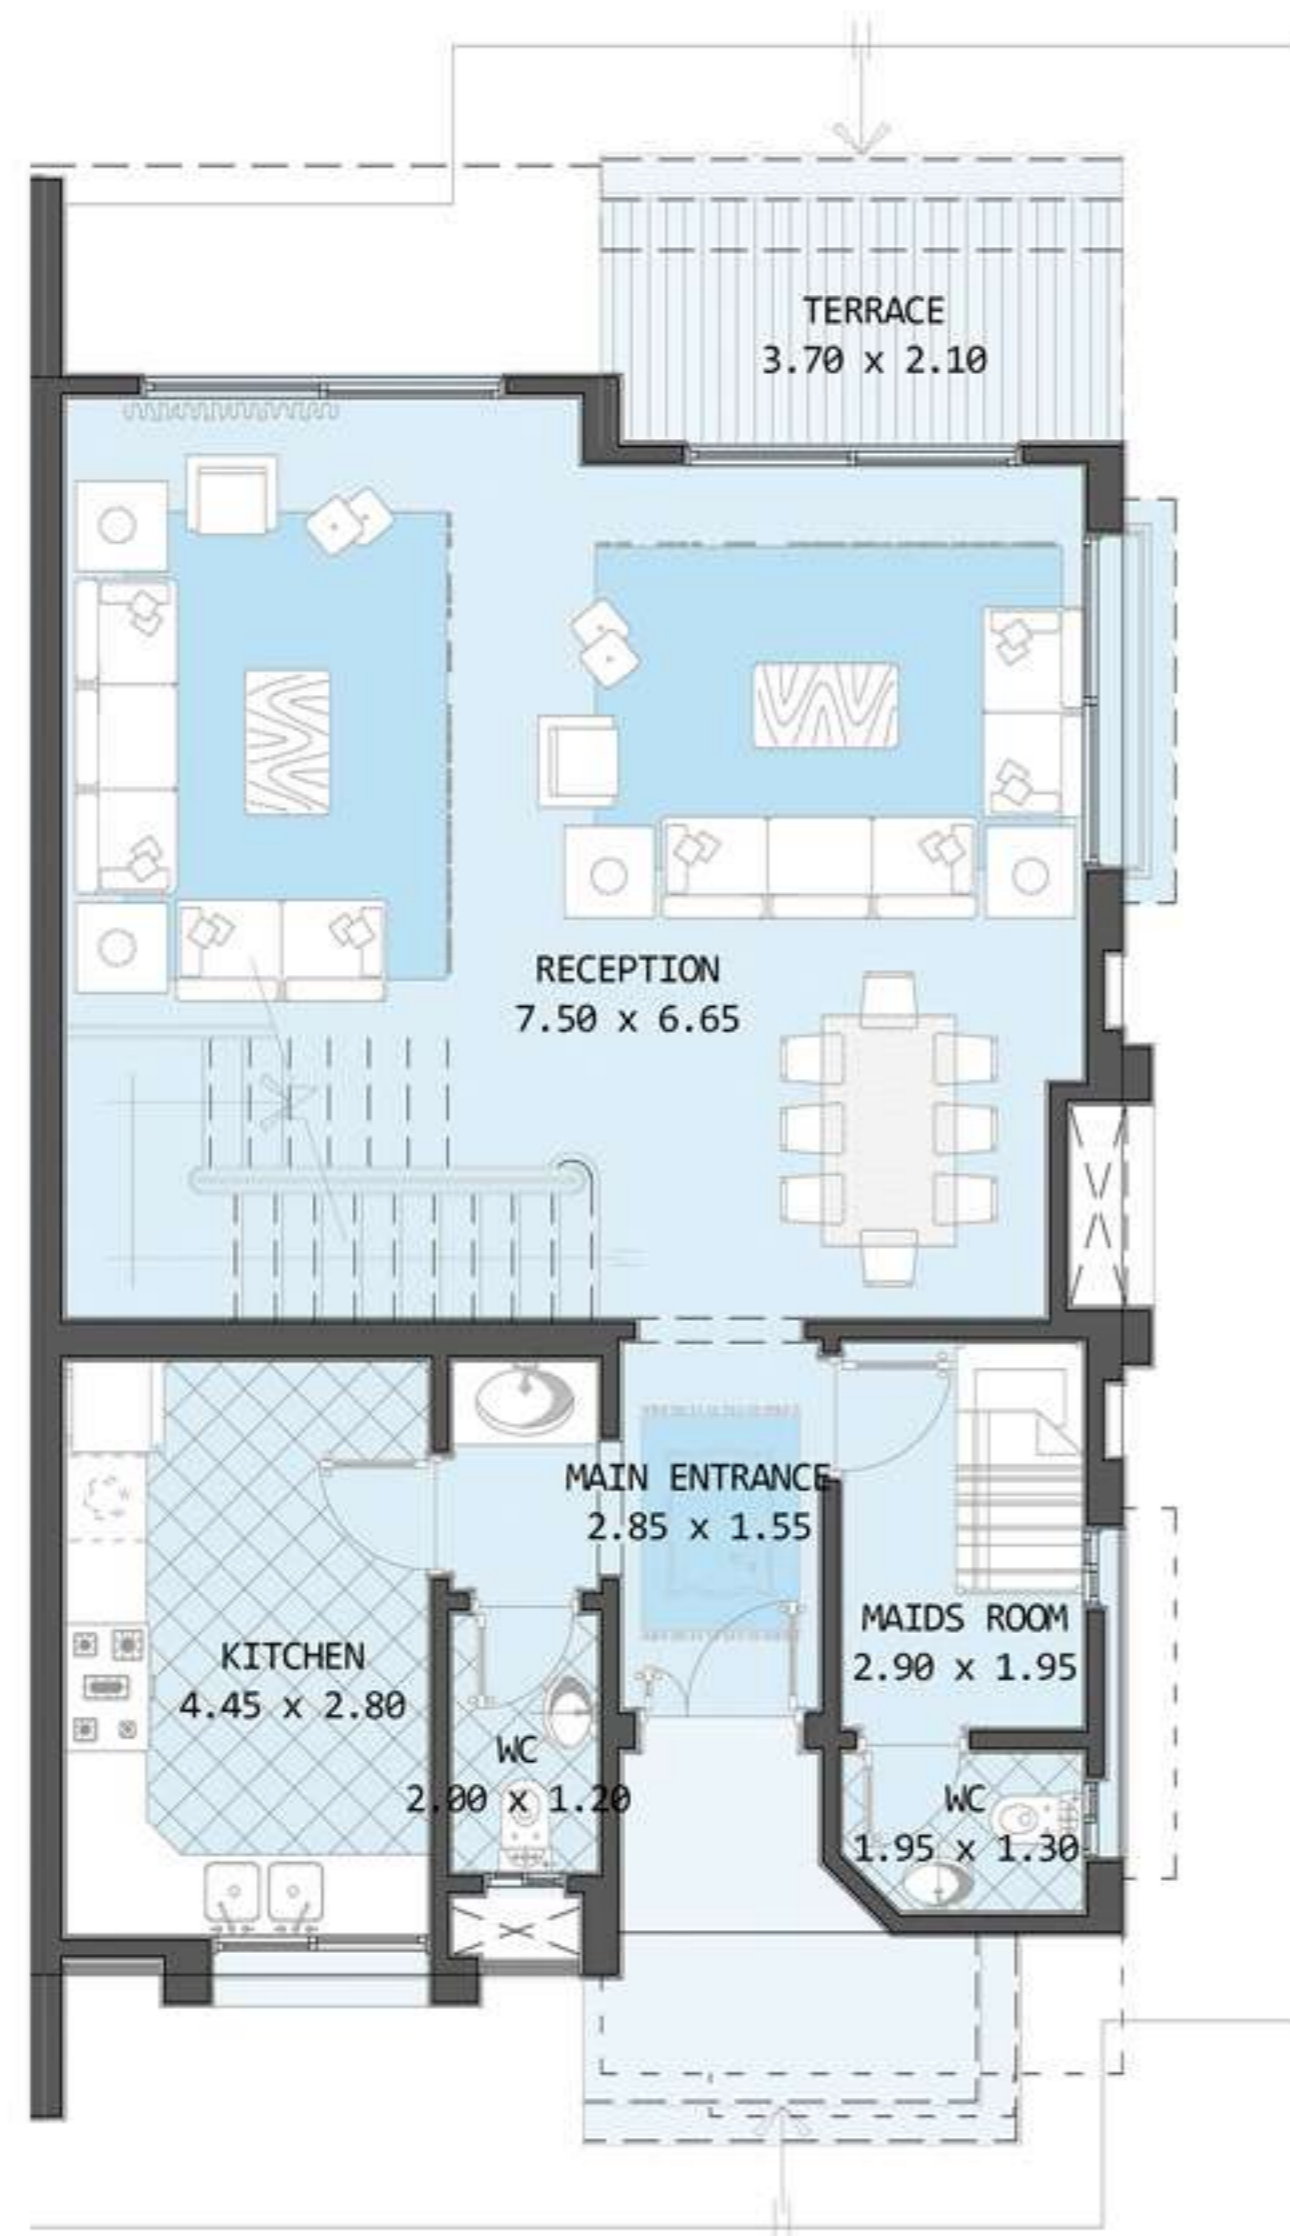 TERRACE
3.70 x 2.10
RECEPTION
7.50 x 6.65
MAIN ENTRANCE
2.85 x 1.55
MAIDS ROOM
2.90 x 1.95
KITCHEN
4.45 x 2.80
WC
2.00 x 1.20
WC
1.95 x 1.30